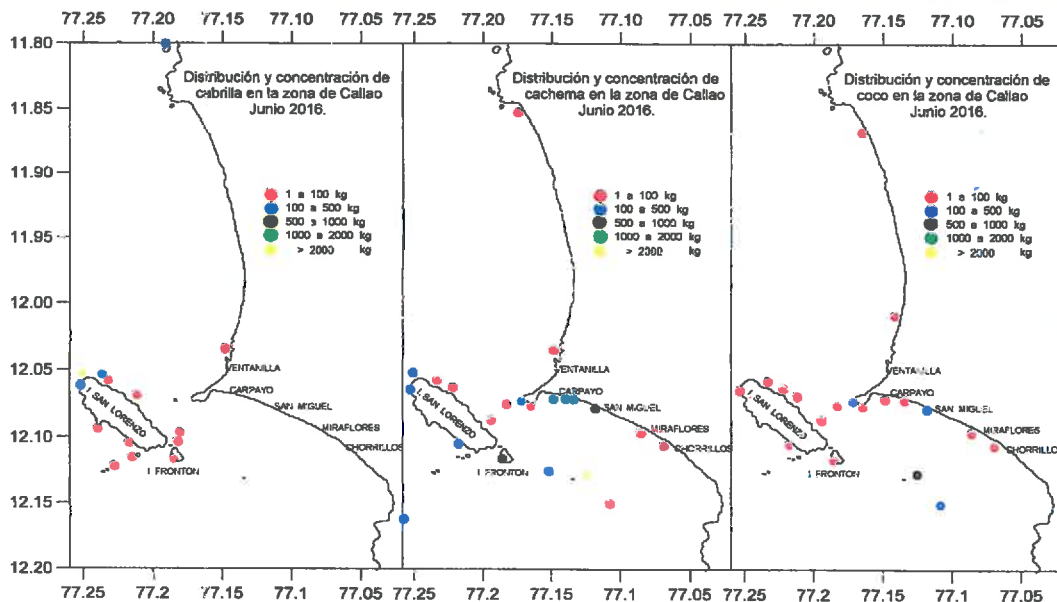 77.25 77.2 77.15 77.1 77.05 77.25 77.2 77.15 77.1 77.05 77.25 77.2 77.15 77.1 77.05
11.80
11.85
11.90
11.95
12.00
12.05
12.10
12.15
12.20
Distribución y concentración de
cabrilla en la zona de Callao
Junio 2016.
1 a 100 kg
100 a 500 kg
500 a 1000 kg
1000 a 2000 kg
> 2000 kg
VENTANILLA
CARPAYO
SAN MIGUEL
MIRAFLORES
CHORRILLOS
I. SAN LORENZO
I. FRONTON
Distribución y concentración de
cachema en la zona de Callao
Junio 2016.
1 a 100 kg
100 a 500 kg
500 a 1000 kg
1000 a 2000 kg
> 2000 kg
VENTANILLA
CARPAYO
SAN MIGUEL
MIRAFLORES
CHORRILLOS
I. SAN LORENZO
I. FRONTON
Distribución y concentración de
coco en la zona de Callao
Junio 2016.
1 a 100 kg
100 a 500 kg
500 a 1000 kg
1000 a 2000 kg
> 2000 kg
VENTANILLA
CARPAYO
SAN MIGUEL
MIRAFLORES
CHORRILLOS
I. SAN LORENZO
I. FRONTON
77.25 77.2 77.15 77.1 77.05 77.25 77.2 77.15 77.1 77.05 77.25 77.2 77.15 77.1 77.05